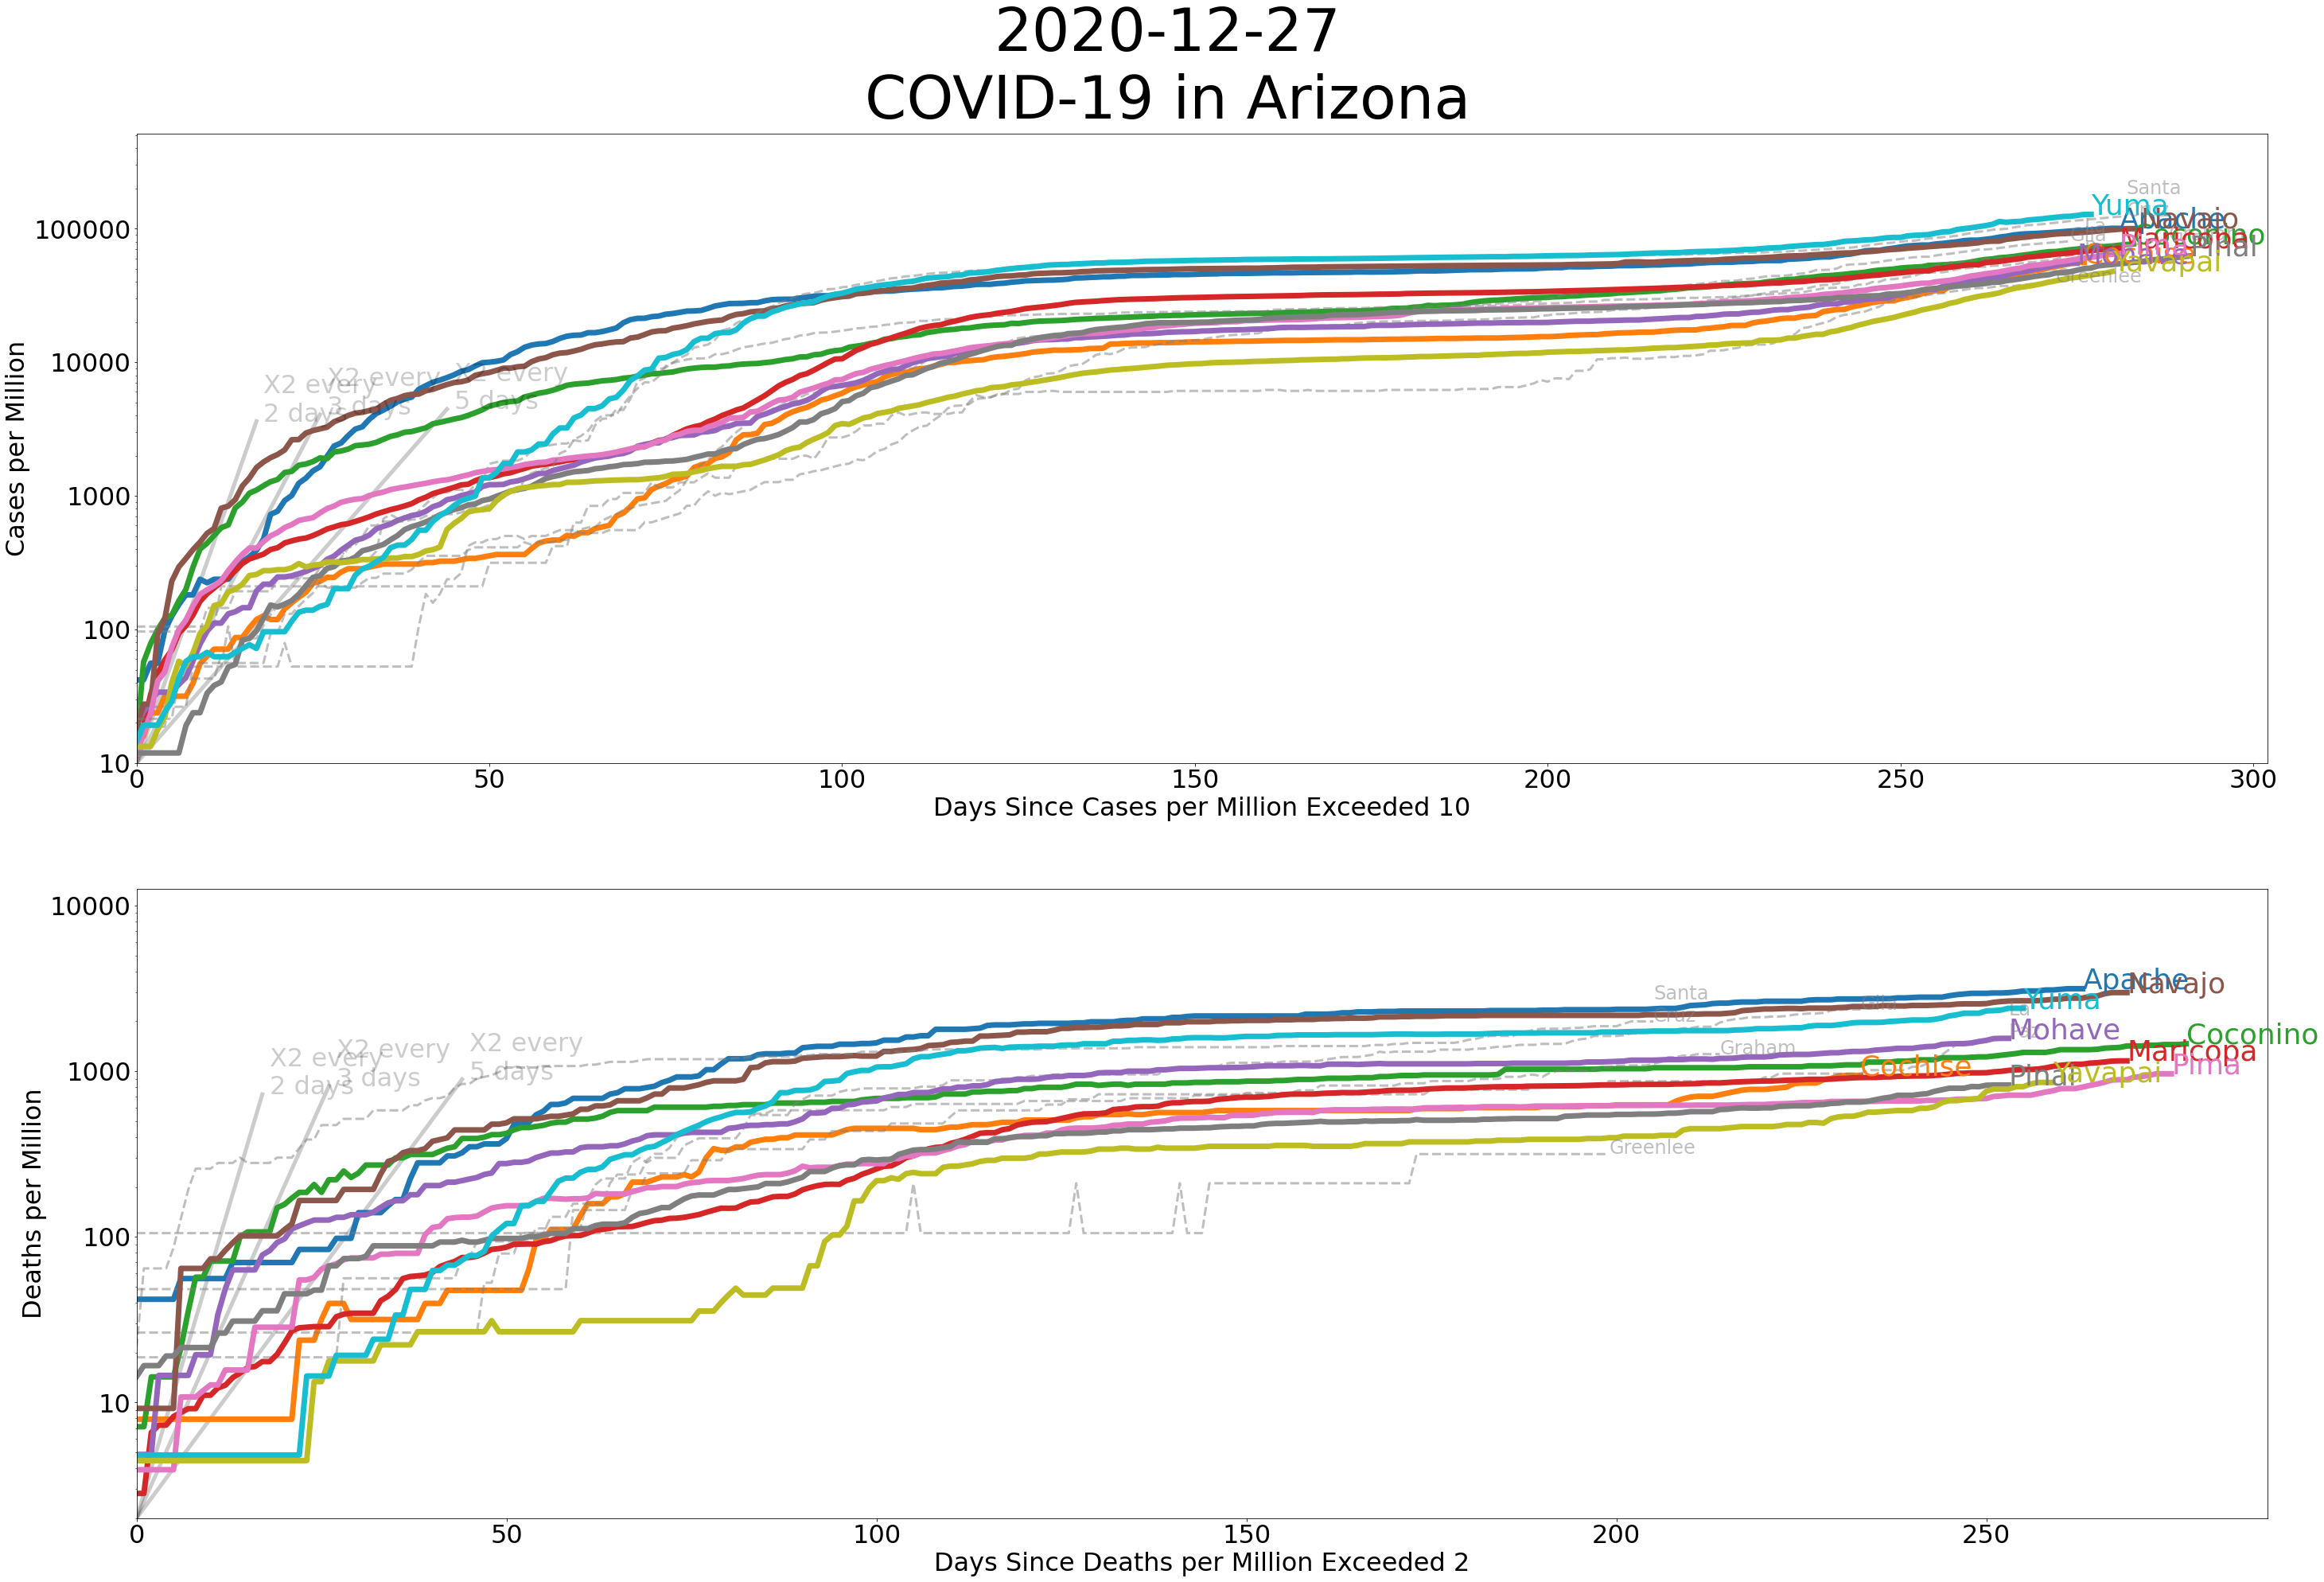 2020-12-27
COVID-19 in Arizona
Cases per Million
100000
10000
1000
100
10
X2 every
2 days
X2 every
3 days
X2 every
5 days
Santa
Yuma
Apache
Navajo
Coconino
Maricopa
Pima
Pinal
Mohave
Yavapai
Greenlee
0
50
100
150
200
250
300
Days Since Cases per Million Exceeded 10
Deaths per Million
10000
1000
100
10
X2 every
2 days
X2 every
3 days
X2 every
5 days
Santa
Cruz
Apache
Navajo
Gila
Yuma
La
Paz
Mohave
Coconino
Graham
Maricopa
Cochise
Pima
Pinal
Yavapai
Greenlee
0
50
100
150
200
250
Days Since Deaths per Million Exceeded 2